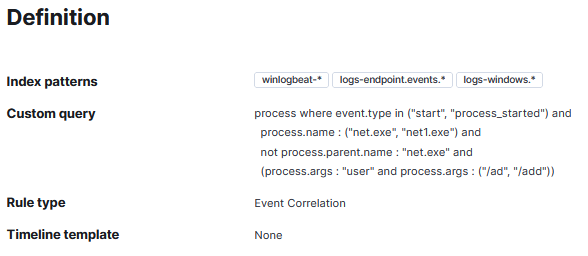 Definition
Index patterns winlogbeat-* logs-endpoint.events.* logs-windows.*
Custom query process where event.type in ("start", "process_started") and
process.name : ("net.exe", "net1.exe") and
not process.parent.name : "net.exe" and
(process.args : "user" and process.args : ("/ad", "/add"))
Rule type Event Correlation
Timeline template None